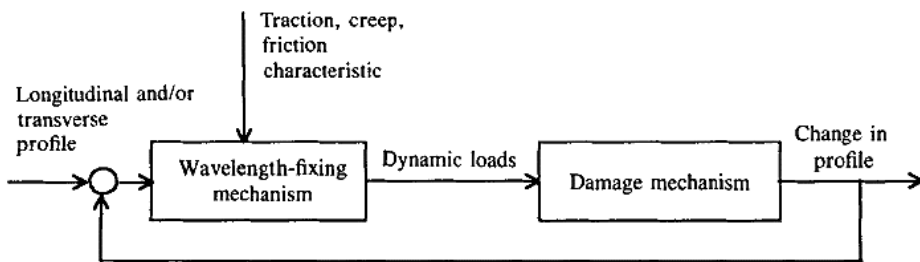 Traction, creep,
friction
characteristic
Longitudinal and/or
transverse
profile
Wavelength-fixing
mechanism
Dynamic loads
Damage mechanism
Change in
profile